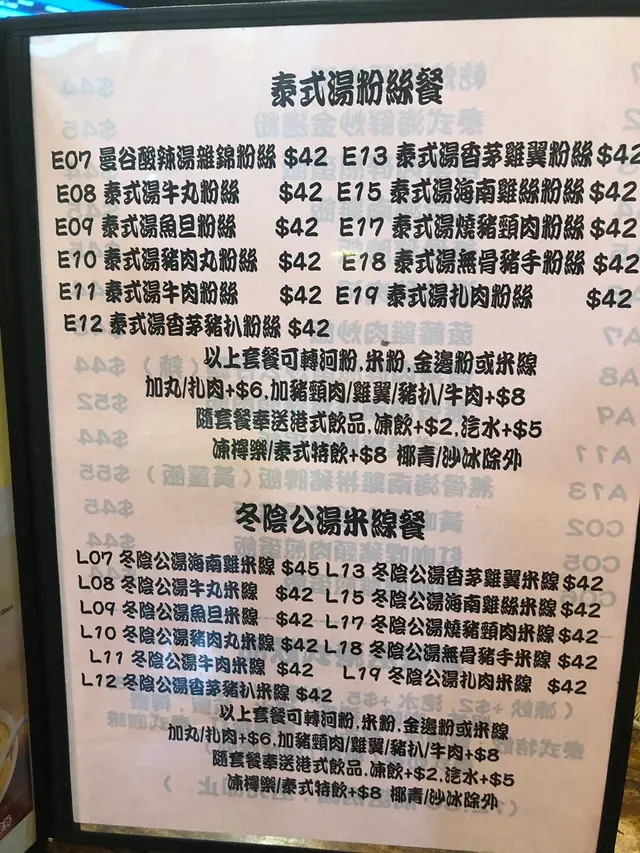 泰式湯粉絲餐
E07 曼谷酸辣湯雜錦粉絲 $42 E13 泰式湯香茅雞翼粉絲 $42
E08 泰式湯牛丸粉絲 $42 E15 泰式湯海南雞絲粉絲 $42
E09 泰式湯魚旦粉絲 $42 E17 泰式湯燒豬頸肉粉絲 $42
E10 泰式湯豬肉丸粉絲 $42 E18 泰式湯無骨豬手粉絲 $42
E11 泰式湯牛肉粉絲 $42 E19 泰式湯扎肉粉絲 $42
E12 泰式湯香茅豬扒粉絲 $42
以上套餐可轉河粉.米粉.金邊粉或米線
加丸/扎肉+$6,加豬頸肉/雞翼/豬扒/牛肉+$8
隨套餐奉送港式飲品,凍飲+$2,汽水+$5
凍檸樂/泰式特飲+$8 椰青/沙冰除外
冬陰公湯米線餐
L07 冬陰公湯海南雞米線 $45 L13 冬陰公湯香茅雞翼米線 $42
L08 冬陰公湯牛丸米線 $42 L15 冬陰公湯海南雞絲米線 $42
L09 冬陰公湯魚旦米線 $42 L17 冬陰公湯燒豬頸肉米線 $42
L10 冬陰公湯豬肉丸米線 $42 L18 冬陰公湯無骨豬手米線 $42
L11 冬陰公湯牛肉米線 $42 L19 冬陰公湯扎肉米線 $42
L12 冬陰公湯香茅豬扒米線 $42
以上套餐可轉河粉.米粉.金邊粉或米線
加丸/扎肉+$6,加豬頸肉/雞翼/豬扒/牛肉+$8
隨套餐奉送港式飲品,凍飲+$2,汽水+$5
凍檸樂/泰式特飲+$8 椰青/沙冰除外